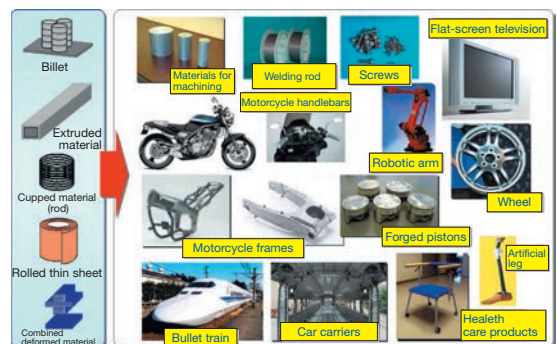 Billet
Extruded
material
Cupped material
(rod)
Rolled thin sheet
Combined
deformed material
Materials for
machining
Welding rod
Screws
Flat-screen television
Motorcycle handlebars
Robotic arm
Wheel
Motorcycle frames
Forged pistons
Artificial
leg
Bullet train
Car carriers
Healeth
care products